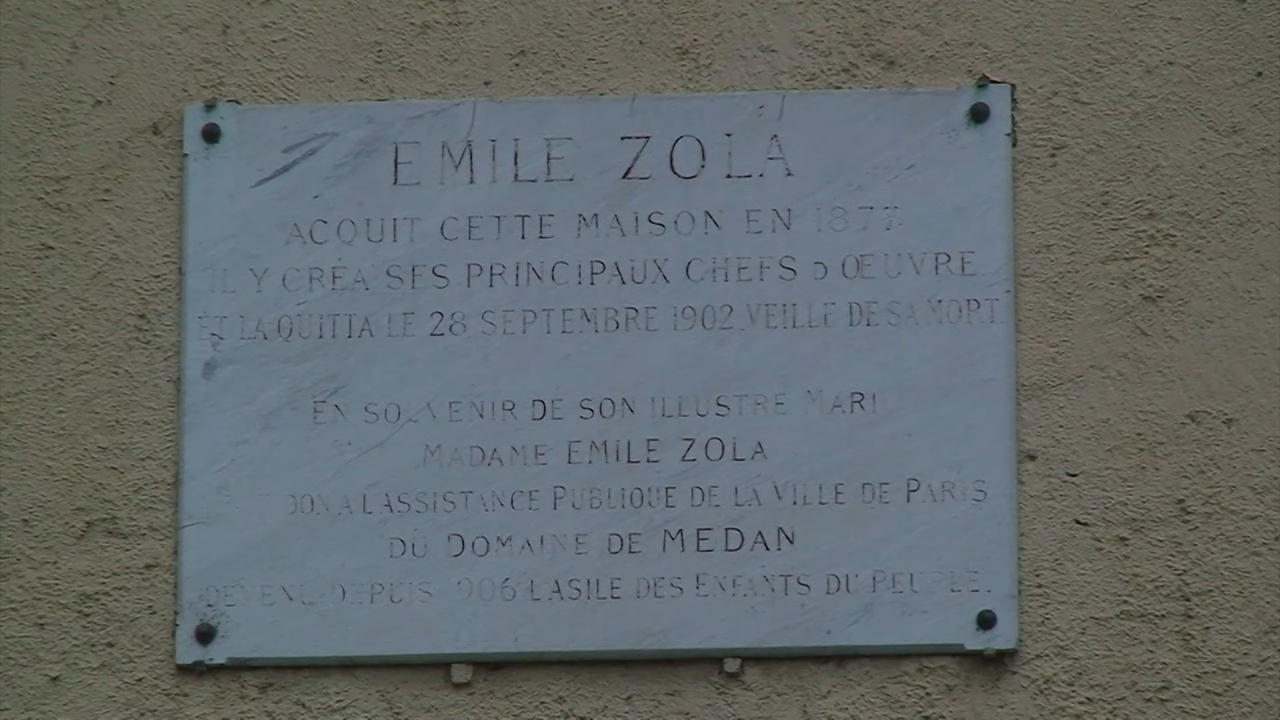 EMILE ZOLA
ACQUIT CETTE MAISON EN 1877
IL Y CRÉA SES PRINCIPAUX CHEFS D OEUVRE
ET LA QUITTA LE 28 SEPTEMBRE 1902 VEILLE DE SA MORT
EN SOUVENIR DE SON ILLUSTRE MARI
MADAME EMILE ZOLA
DON A L'ASSISTANCE PUBLIQUE DE LA VILLE DE PARIS
DU DOMAINE DE MEDAN
DEVENU DEPUIS 1906 L'ASILE DES ENFANTS DU PEUPLE.